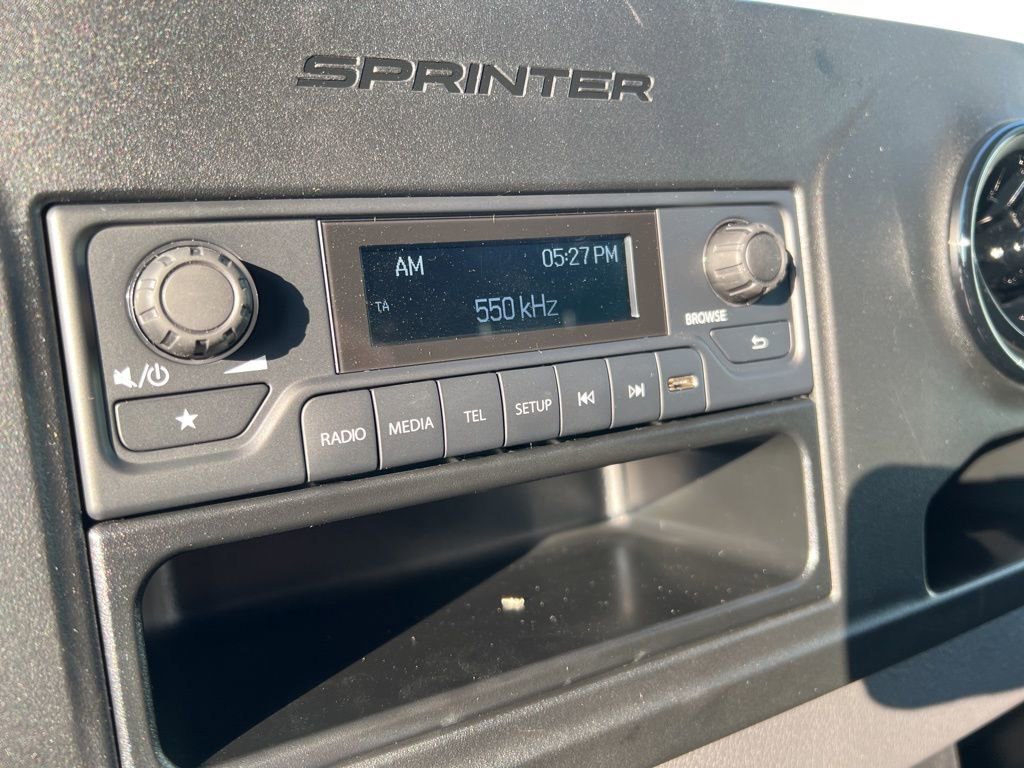 SPRINTER
AM 05:27 PM
TA 550 kHz
BROWSE
RADIO MEDIA TEL SETUP